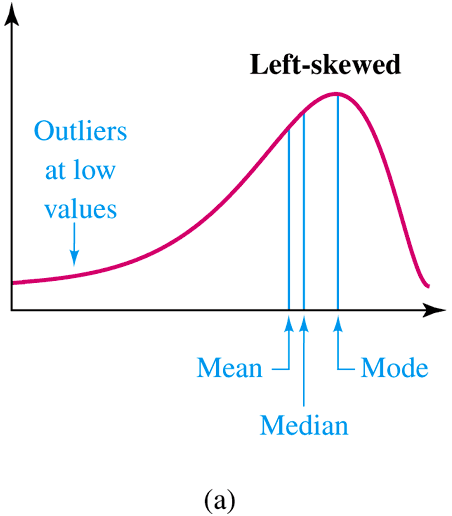 Left-skewed
Outliers
at low
values
Mean
Mode
Median
(a)